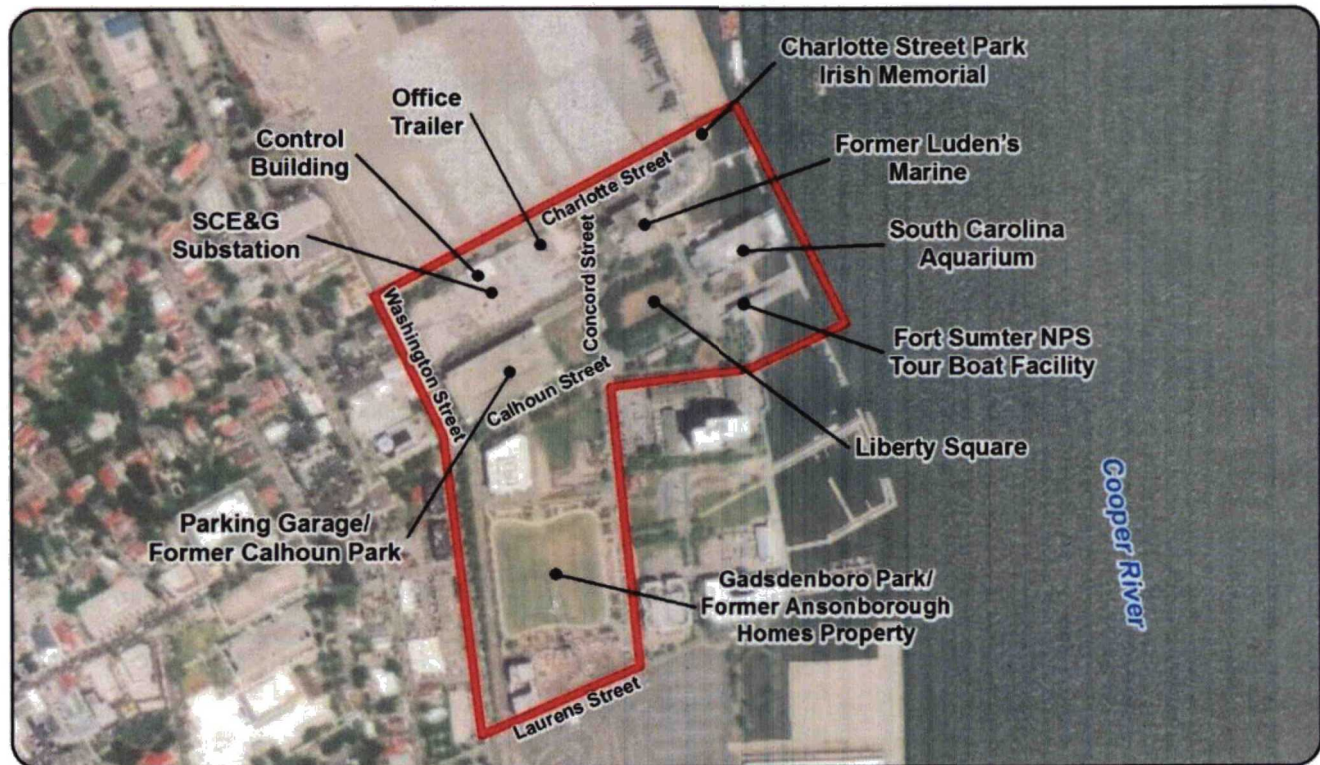 Charlotte Street Park
Irish Memorial
Office
Trailer
Control
Building
Former Luden's
Marine
Charlotte Street
SCE&G
Substation
South Carolina
Aquarium
Concord Street
Washington Street
Fort Sumter NPS
Tour Boat Facility
Calhoun Street
Liberty Square
Cooper River
Parking Garage/
Former Calhoun Park
Gadsdenboro Park/
Former Ansonborough
Homes Property
Laurens Street